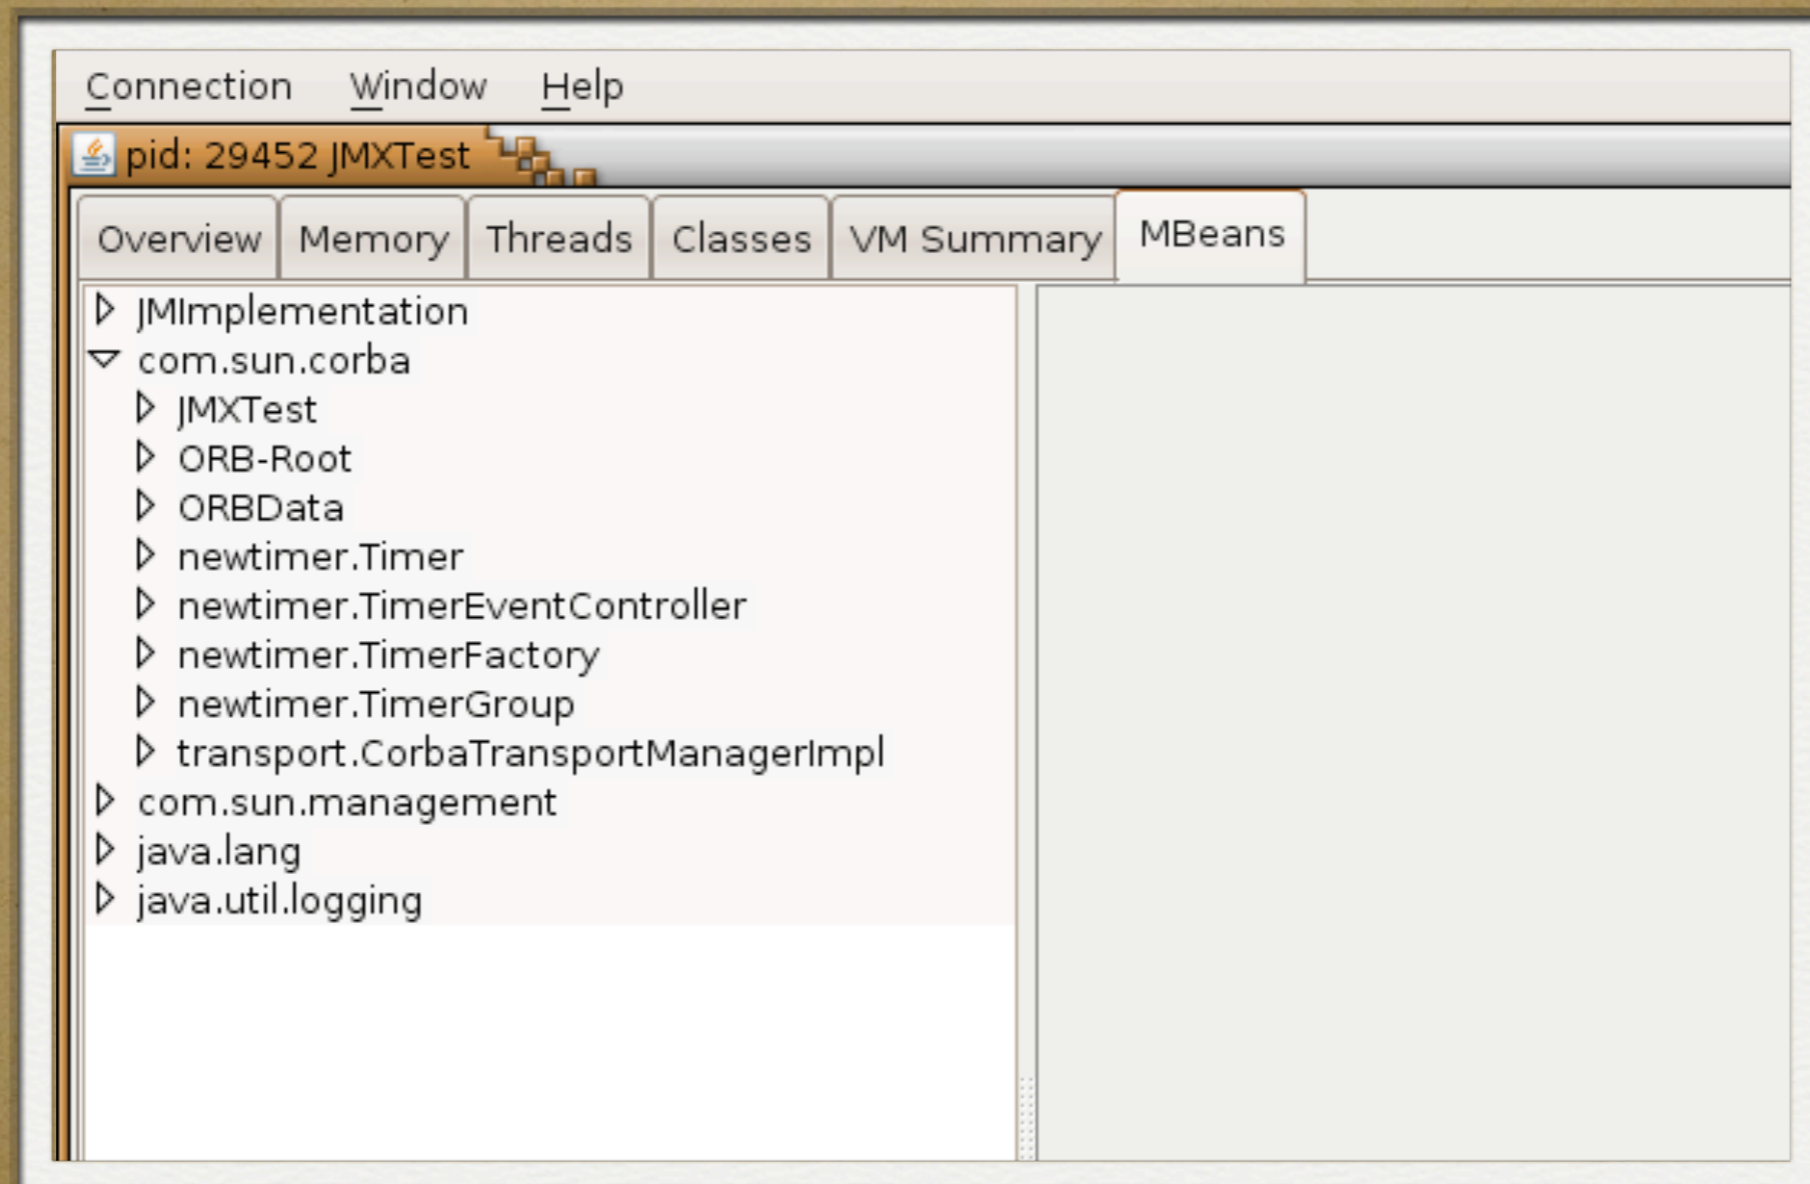 Connection Window Help
pid: 29452 JMXTest
Overview Memory Threads Classes VM Summary MBeans
JMImplementation
com.sun.corba
JMXTest
ORB-Root
ORBData
newtimer.Timer
newtimer.TimerEventController
newtimer.TimerFactory
newtimer.TimerGroup
transport.CorbaTransportManagerImpl
com.sun.management
java.lang
java.util.logging